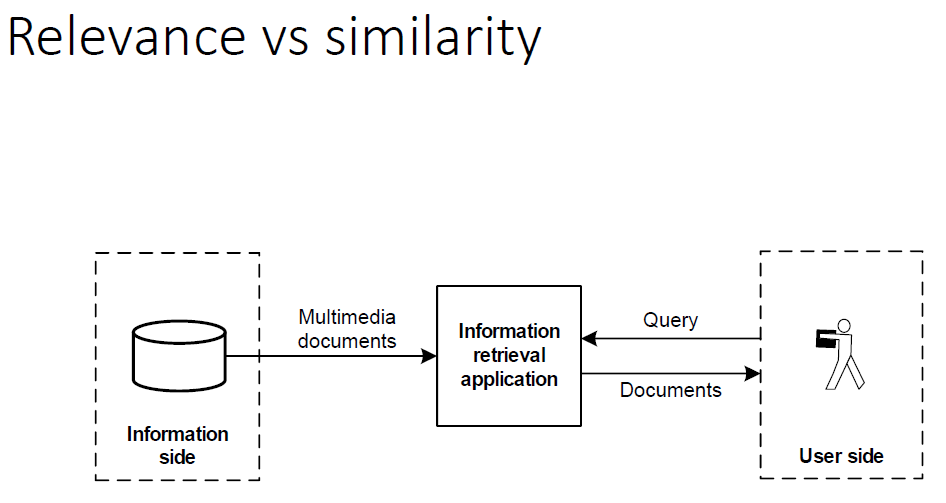 Relevance vs similarity
Multimedia
documents
Information
retrieval
application
Query
Documents
Information
side
User side